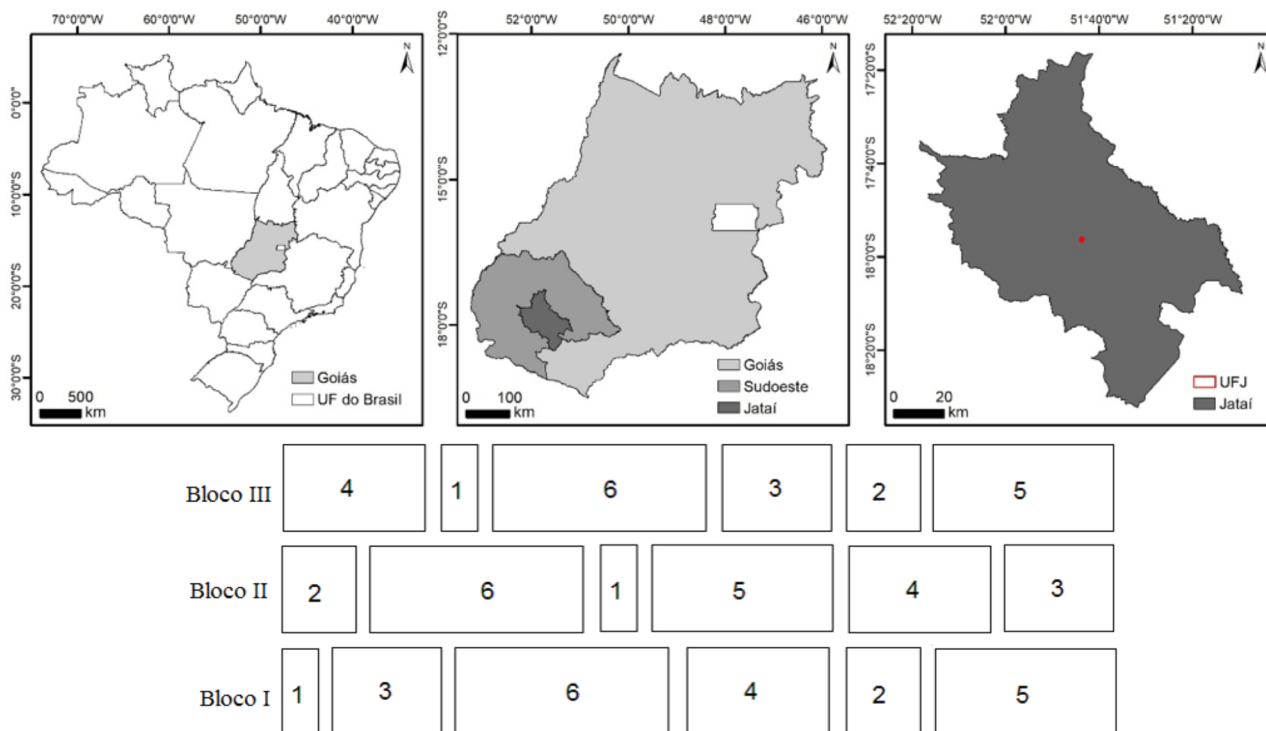 70°0'0"O 60°0'0"O 50°0'0"O 40°0'0"O
0°0'0"
10°0'0"S
20°0'0"S
30°0'0"S
N
Goiás
UF do Brasil
0 500
km
52°0'0"O 50°0'0"O 48°0'0"O 46°0'0"O
12°0'0"S
15°0'0"S
18°0'0"S
N
Goiás
Sudoeste
Jataí
0 100
km
52°20'0"O 52°0'0"O 51°40'0"O 51°20'0"O
17°20'0"S
17°40'0"S
18°0'0"S
18°20'0"S
N
UFJ
Jataí
0 20
km
Bloco III 4 1 6 3 2 5
Bloco II 2 6 1 5 4 3
Bloco I 1 3 6 4 2 5